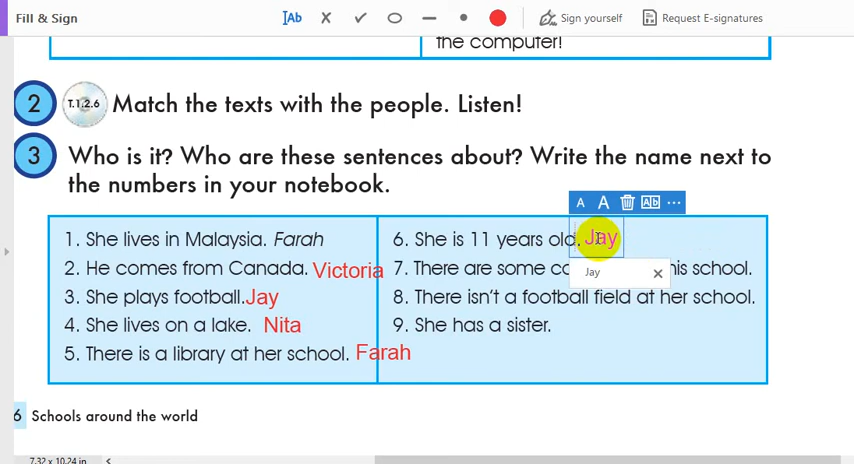 Fill & Sign
Ab
Sign yourself
Request E-signatures
the computer!
2 T.1.2.6 Match the texts with the people. Listen!
3 Who is it? Who are these sentences about? Write the name next to
the numbers in your notebook.
A A Ab
1. She lives in Malaysia. Farah
2. He comes from Canada. Victoria
3. She plays football. Jay
4. She lives on a lake. Nita
5. There is a library at her school. Farah
6. She is 11 years old. Jay
Jay
7. There are some co his school.
8. There isn't a football field at her school.
9. She has a sister.
6 Schools around the world
7.32 x 10.24 in